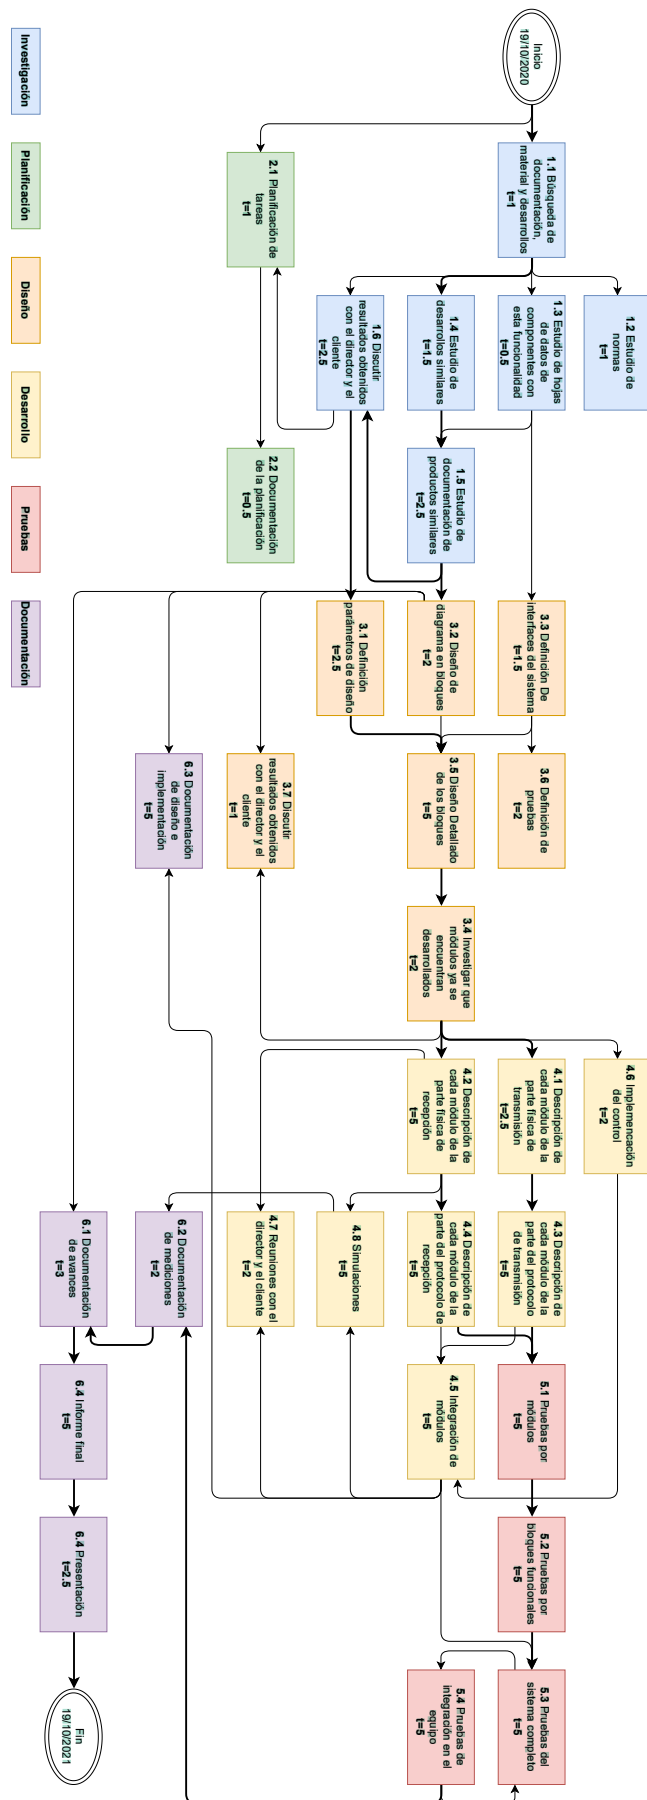 Inicio
19/10/2020
1.1 Búsqueda de
documentación,
material y desarrollos
t=1
2.1 Planificación de
tareas
t=1
1.2 Estudio de
normas
t=1
1.3 Estudio de hojas
de datos de
componentes con
esta funcionalidad
t=0.5
1.4 Estudio de
desarrollos similares
t=1.5
1.6 Discutir
resultados obtenidos
con el director y el
cliente
t=2.5
1.5 Estudio de
documentación de
productos similares
t=2.5
2.2 Documentación
de la planificación
t=0.5
3.3 Definición De
interfaces del sistema
t=1.5
3.2 Diseño de
diagrama en bloques
t=2
3.1 Definición
parámetros de diseño
t=2.5
3.6 Definición de
pruebas
t=2
3.5 Diseño Detallado
de los bloques
t=5
3.7 Discutir
resultados obtenidos
con el director y el
cliente
t=1
6.3 Documentación
de diseño e
implementación
t=5
3.4 Investigar que
módulos ya se
encuentran
desarrollados
t=2
4.6 Implemencación
del control
t=2
4.1 Descripción de
cada módulo de la
parte física de
transmisión
t=2.5
4.2 Descripción de
cada módulo de la
parte física de
recepción
t=5
4.3 Descripción de
cada módulo de la
parte del protocolo
de transmisión
t=5
4.4 Descripción de
cada módulo de la
parte del protocolo de
recepción
t=5
4.8 Simulaciones
t=5
4.7 Reuniones con el
director y el cliente
t=2
6.2 Documentación
de mediciones
t=2
6.1 Documentación
de avances
t=3
5.1 Pruebas por
módulos
t=5
4.5 Integración de
módulos
t=5
6.4 Informe final
t=5
5.2 Pruebas por
bloques funcionales
t=5
6.4 Presentación
t=2.5
5.3 Pruebas del
sistema completo
t=5
5.4 Pruebas de
integración en el
equipo
t=5
Fin
19/10/2021
Investigación
Planificación
Diseño
Desarrollo
Pruebas
Documentación